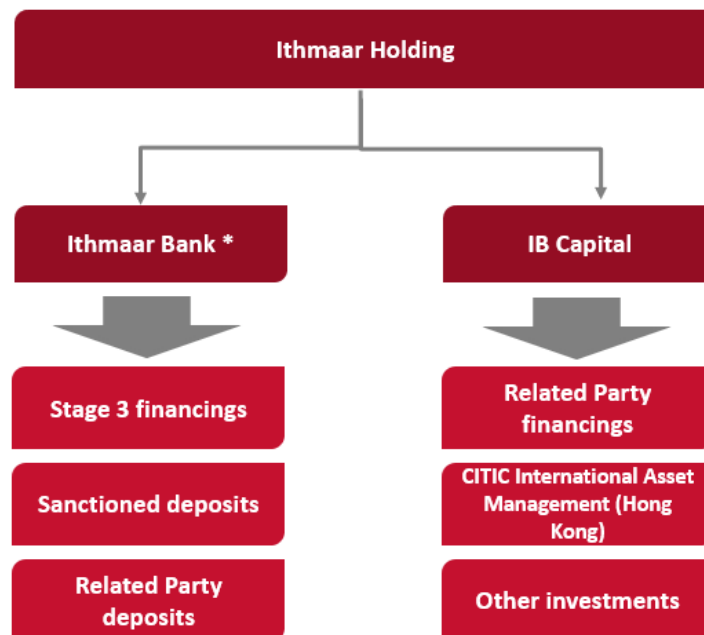 Ithmaar Holding
Ithmaar Bank *
IB Capital
Stage 3 financings
Related Party
financings
Sanctioned deposits
CITIC International Asset
Management (Hong
Kong)
Related Party
deposits
Other investments